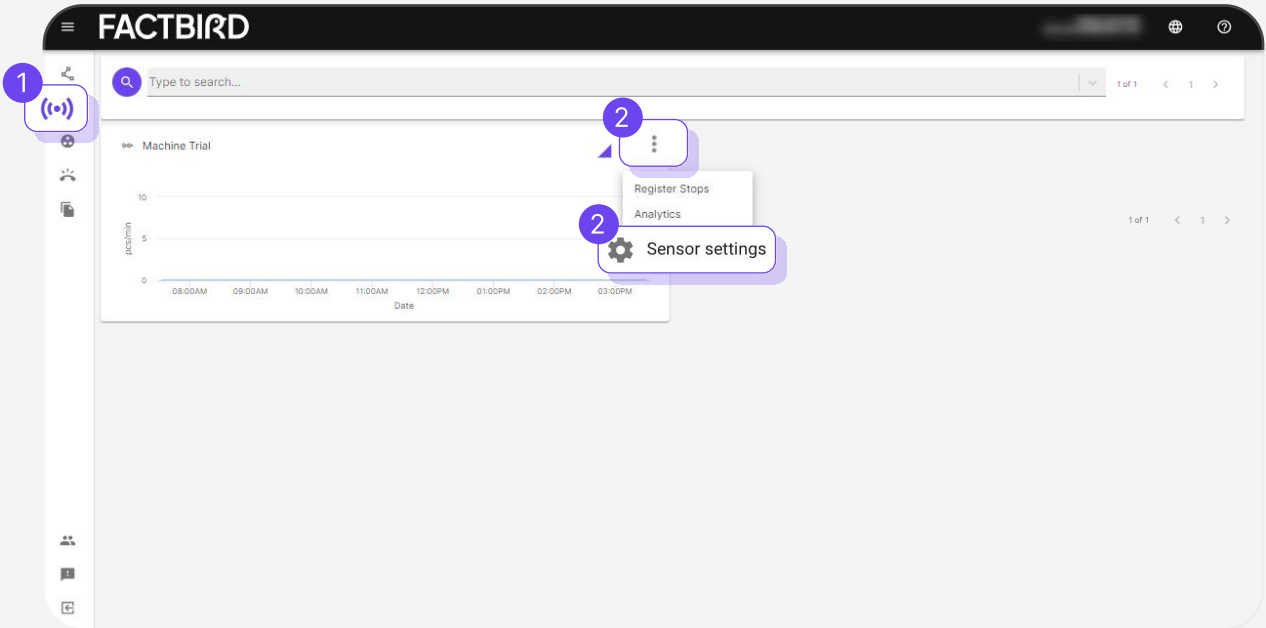 FACTBIRD
1
Type to search...
1 of 1
1
2
Machine Trial
Register Stops
Analytics
2
Sensor settings
1 of 1
1
10
5
0
pcs/min
08:00AM 09:00AM 10:00AM 11:00AM 12:00PM 01:00PM 02:00PM 03:00PM
Date